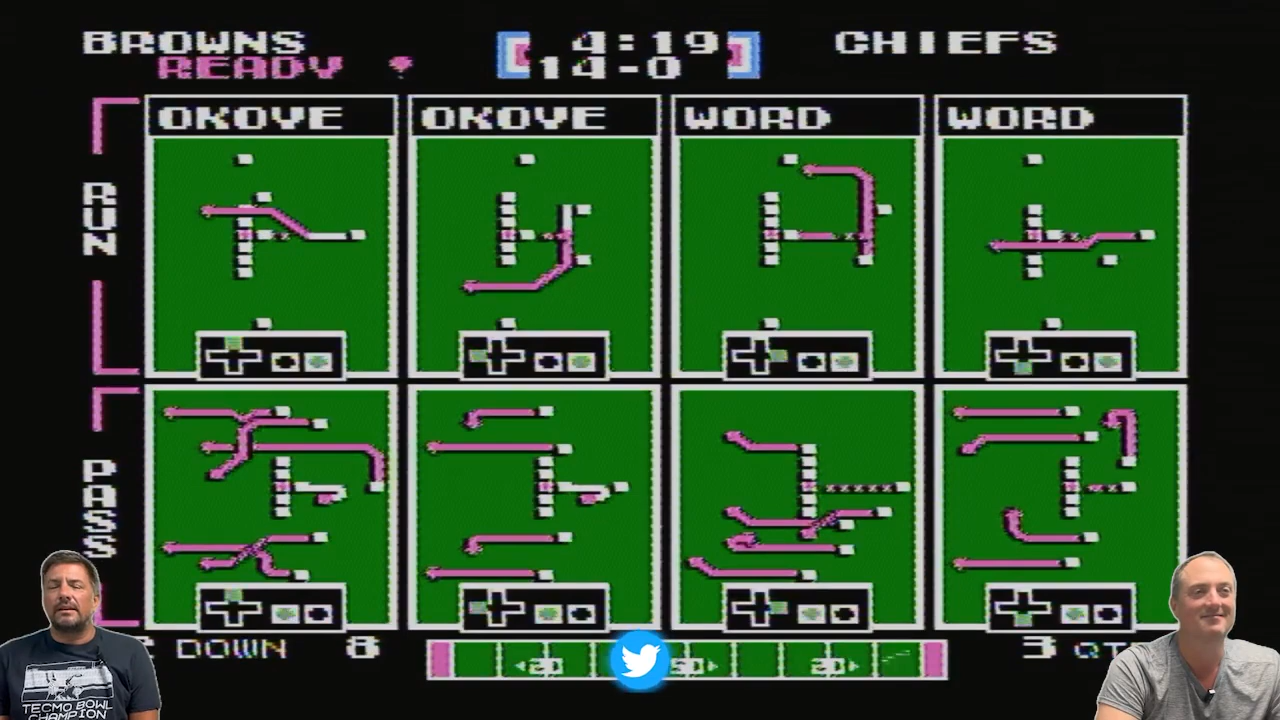 BROWNS 4:19 CHIEFS
READY 14-0
OKOYE OKOYE WORD WORD
RUN
PASS
DOWN 8 3
20 50 20
TECMO BOWL
CHAMPION